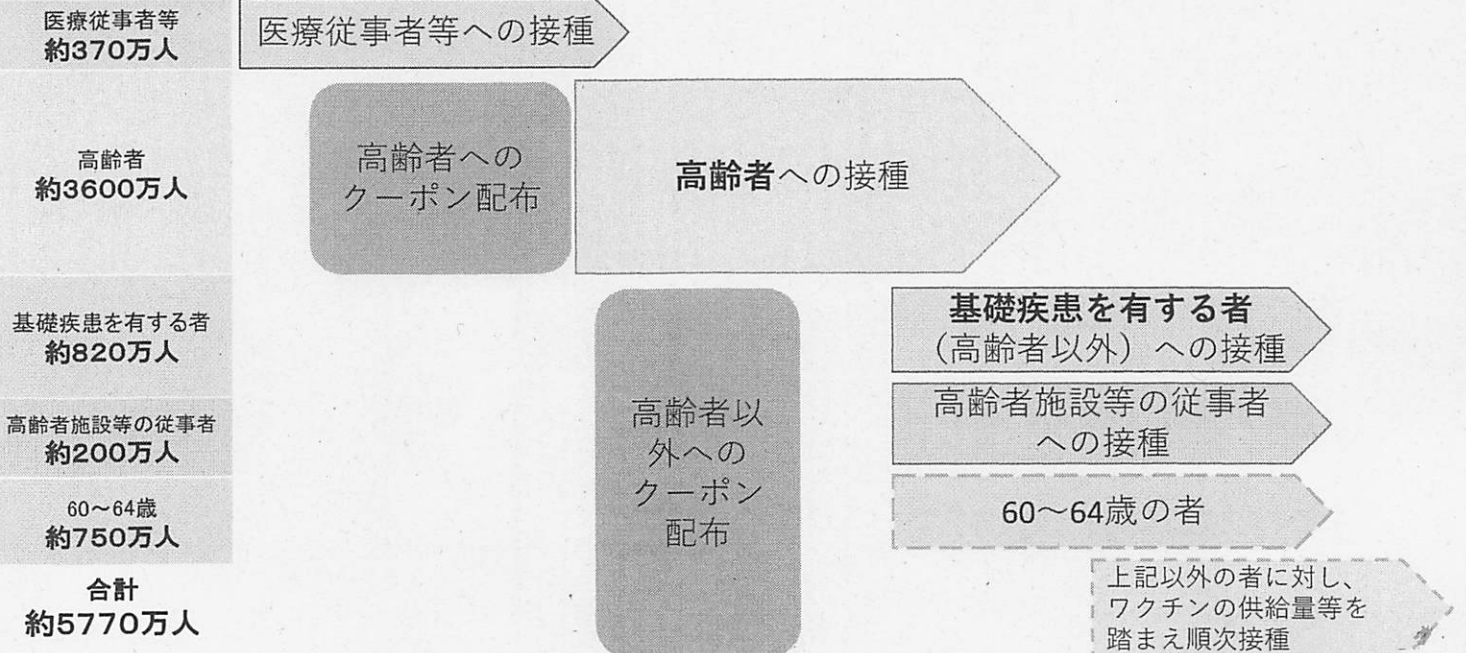 医療従事者等
約370万人
医療従事者等への接種
高齢者
約3600万人
高齢者への
クーポン配布
高齢者への接種
基礎疾患を有する者
約820万人
基礎疾患を有する者
（高齢者以外）への接種
高齢者施設等の従事者
約200万人
高齢者以
外への
クーポン
配布
高齢者施設等の従事者
への接種
60～64歳
約750万人
60～64歳の者
合計
約5770万人
上記以外の者に対し、
ワクチンの供給量等を
踏まえ順次接種